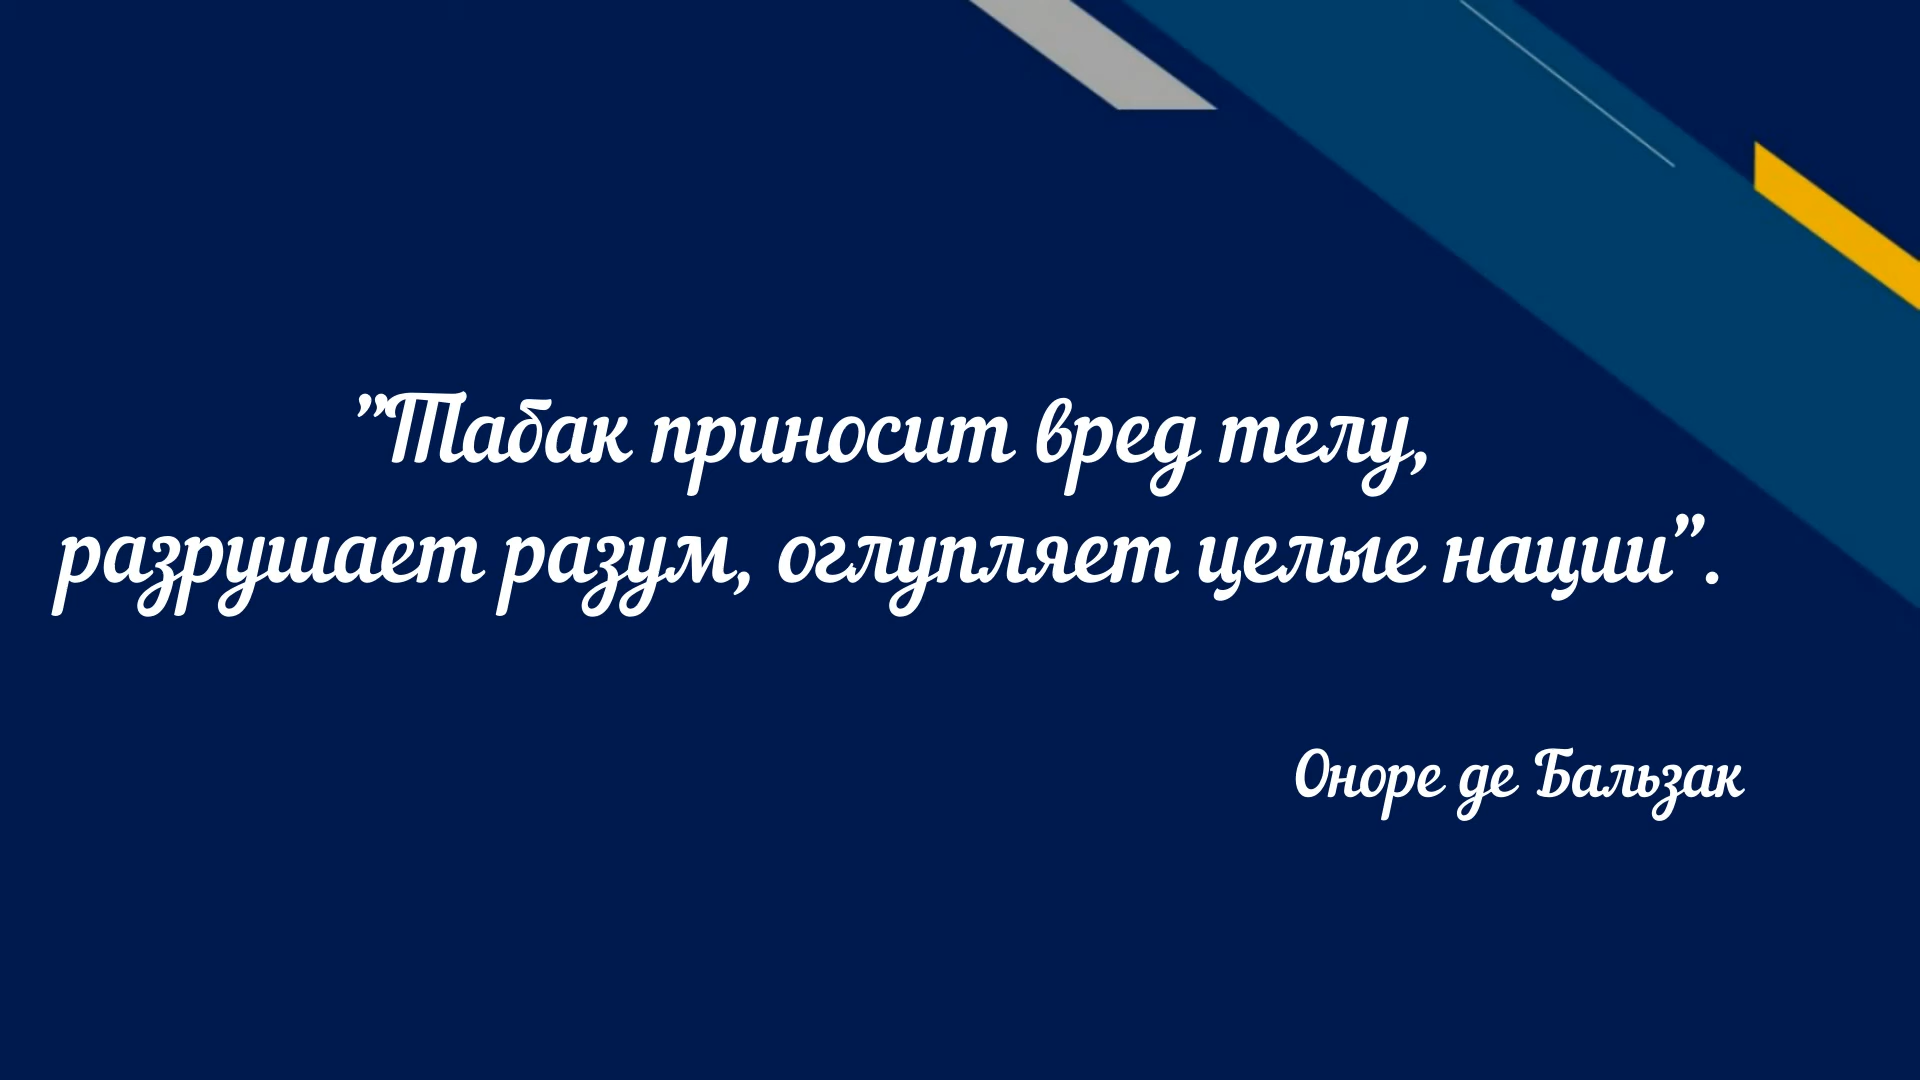 ”Табак приносит вред телу,
разрушает разум, оглупляет целые нации”.
Оноре де Бальзак